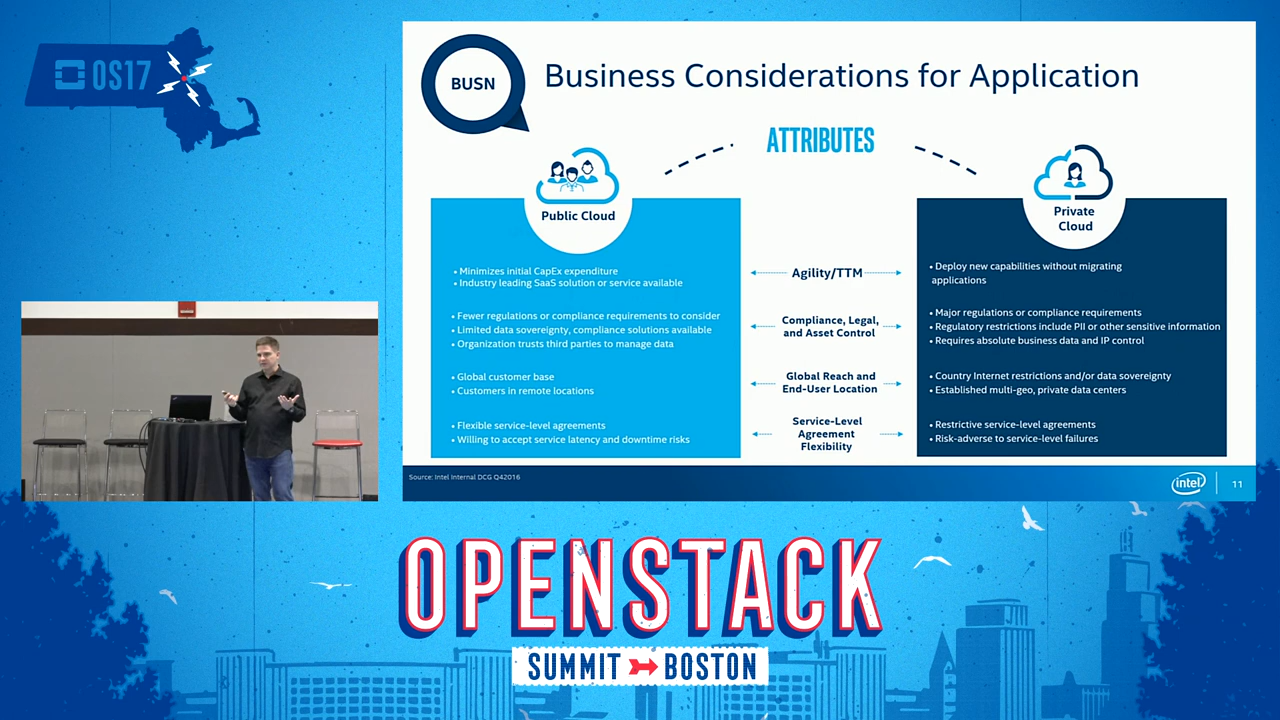 OS17
BUSN
Business Considerations for Application
ATTRIBUTES
Public Cloud
Private
Cloud
• Minimizes initial CapEx expenditure
• Industry leading SaaS solution or service available
Agility/TTM
• Deploy new capabilities without migrating
applications
• Fewer regulations or compliance requirements to consider
• Limited data sovereignty, compliance solutions available
• Organization trusts third parties to manage data
Compliance, Legal,
and Asset Control
• Major regulations or compliance requirements
• Regulatory restrictions include PII or other sensitive information
• Requires absolute business data and IP control
• Global customer base
• Customers in remote locations
Global Reach and
End-User Location
• Country Internet restrictions and/or data sovereignty
• Established multi-geo, private data centers
• Flexible service-level agreements
• Willing to accept service latency and downtime risks
Service-Level
Agreement
Flexibility
• Restrictive service-level agreements
• Risk-adverse to service-level failures
Source: Intel Internal DCG Q42016
intel
11
OPENSTACK
SUMMIT BOSTON